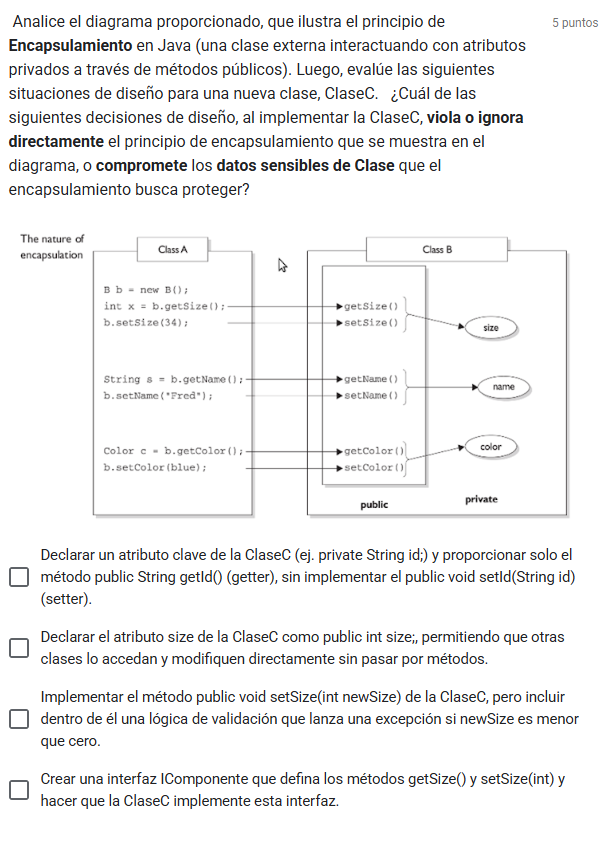 Analice el diagrama proporcionado, que ilustra el principio de
5 puntos
Encapsulamiento en Java (una clase externa interactuando con atributos
privados a través de métodos públicos). Luego, evalúe las siguientes
situaciones de diseño para una nueva clase, ClaseC. ¿Cuál de las
siguientes decisiones de diseño, al implementar la ClaseC, viola o ignora
directamente el principio de encapsulamiento que se muestra en el
diagrama, o compromete los datos sensibles de Clase que el
encapsulamiento busca proteger?
The nature of
encapsulation
Class A
Class B
B b = new B();
int x = b.getSize();
b.setSize(34);
getSize()
setSize()
size
String s = b.getName();
b.setName("Fred");
getName()
setName()
name
Color c = b.getColor();
b.setColor(blue);
getColor()
setColor()
color
public
private
Declarar un atributo clave de la ClaseC (ej. private String id;) y proporcionar solo el
método public String getId() (getter), sin implementar el public void setId(String id)
(setter).
Declarar el atributo size de la ClaseC como public int size;, permitiendo que otras
clases lo accedan y modifiquen directamente sin pasar por métodos.
Implementar el método public void setSize(int newSize) de la ClaseC, pero incluir
dentro de él una lógica de validación que lanza una excepción si newSize es menor
que cero.
Crear una interfaz IComponente que defina los métodos getSize() y setSize(int) y
hacer que la ClaseC implemente esta interfaz.